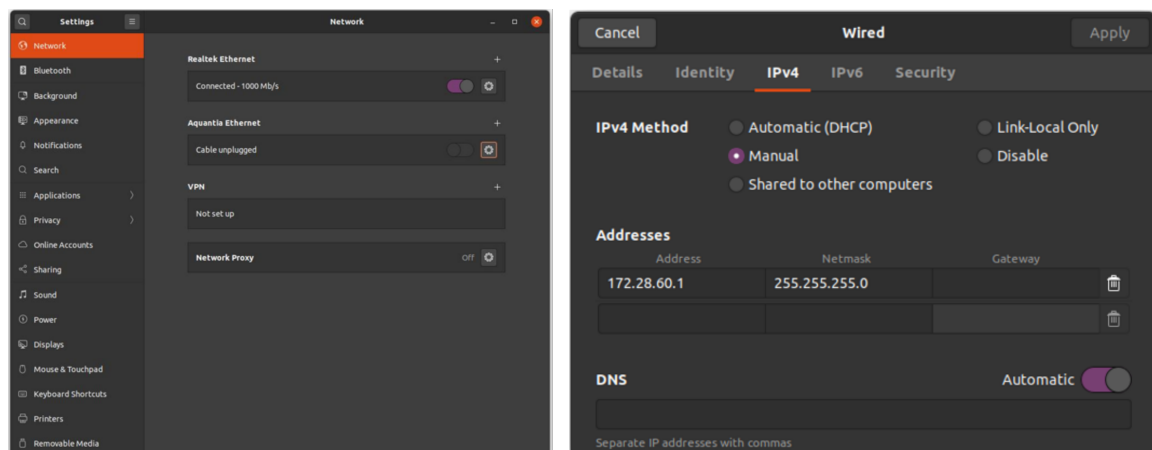 Settings
Network
Network
Bluetooth
Background
Appearance
Notifications
Search
Applications
Privacy
Online Accounts
Sharing
Sound
Power
Displays
Mouse & Touchpad
Keyboard Shortcuts
Printers
Removable Media
Realtek Ethernet
Connected - 1000 Mb/s
Aquantia Ethernet
Cable unplugged
VPN
Not set up
Network Proxy Off
Cancel Wired Apply
Details Identity IPv4 IPv6 Security
IPv4 Method Automatic (DHCP) Link-Local Only
Manual Disable
Shared to other computers
Addresses
Address Netmask Gateway
172.28.60.1 255.255.255.0
DNS Automatic
Separate IP addresses with commas